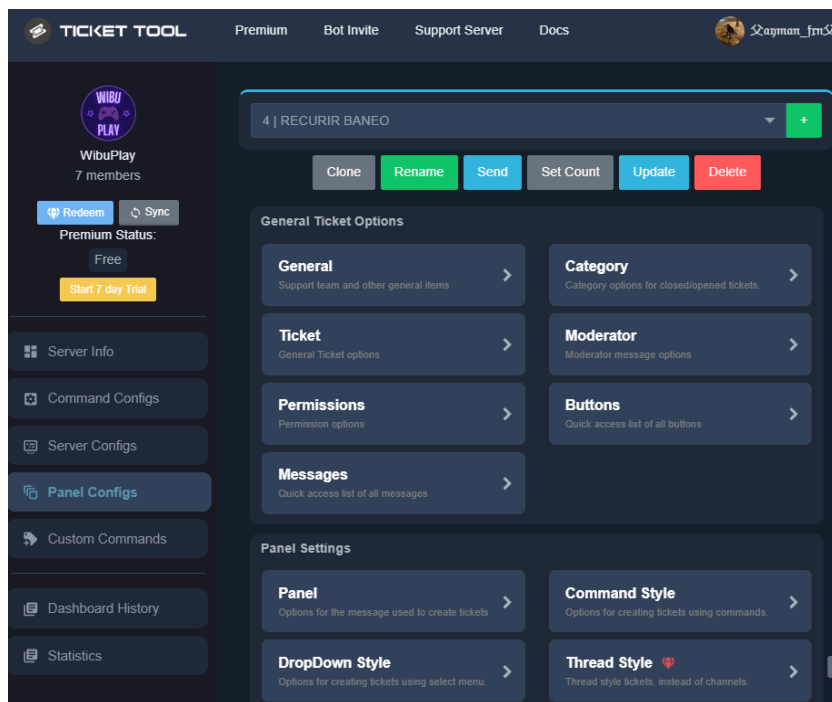 TICKET TOOL
Premium Bot Invite Support Server Docs
WIBU
PLAY
WibuPlay
7 members
Redeem Sync
Premium Status:
Free
Start 7 day Trial
Server Info
Command Configs
Server Configs
Panel Configs
Custom Commands
Dashboard History
Statistics
4 | RECURIR BANEO
+
Clone Rename Send Set Count Update Delete
General Ticket Options
General
Support team and other general items
Category
Category options for closed/opened tickets.
Ticket
General Ticket options
Moderator
Moderator message options
Permissions
Permission options
Buttons
Quick access list of all buttons
Messages
Quick access list of all messages
Panel Settings
Panel
Options for the message used to create tickets
Command Style
Options for creating tickets using commands.
DropDown Style
Options for creating tickets using select menu.
Thread Style
Thread style tickets, instead of channels.